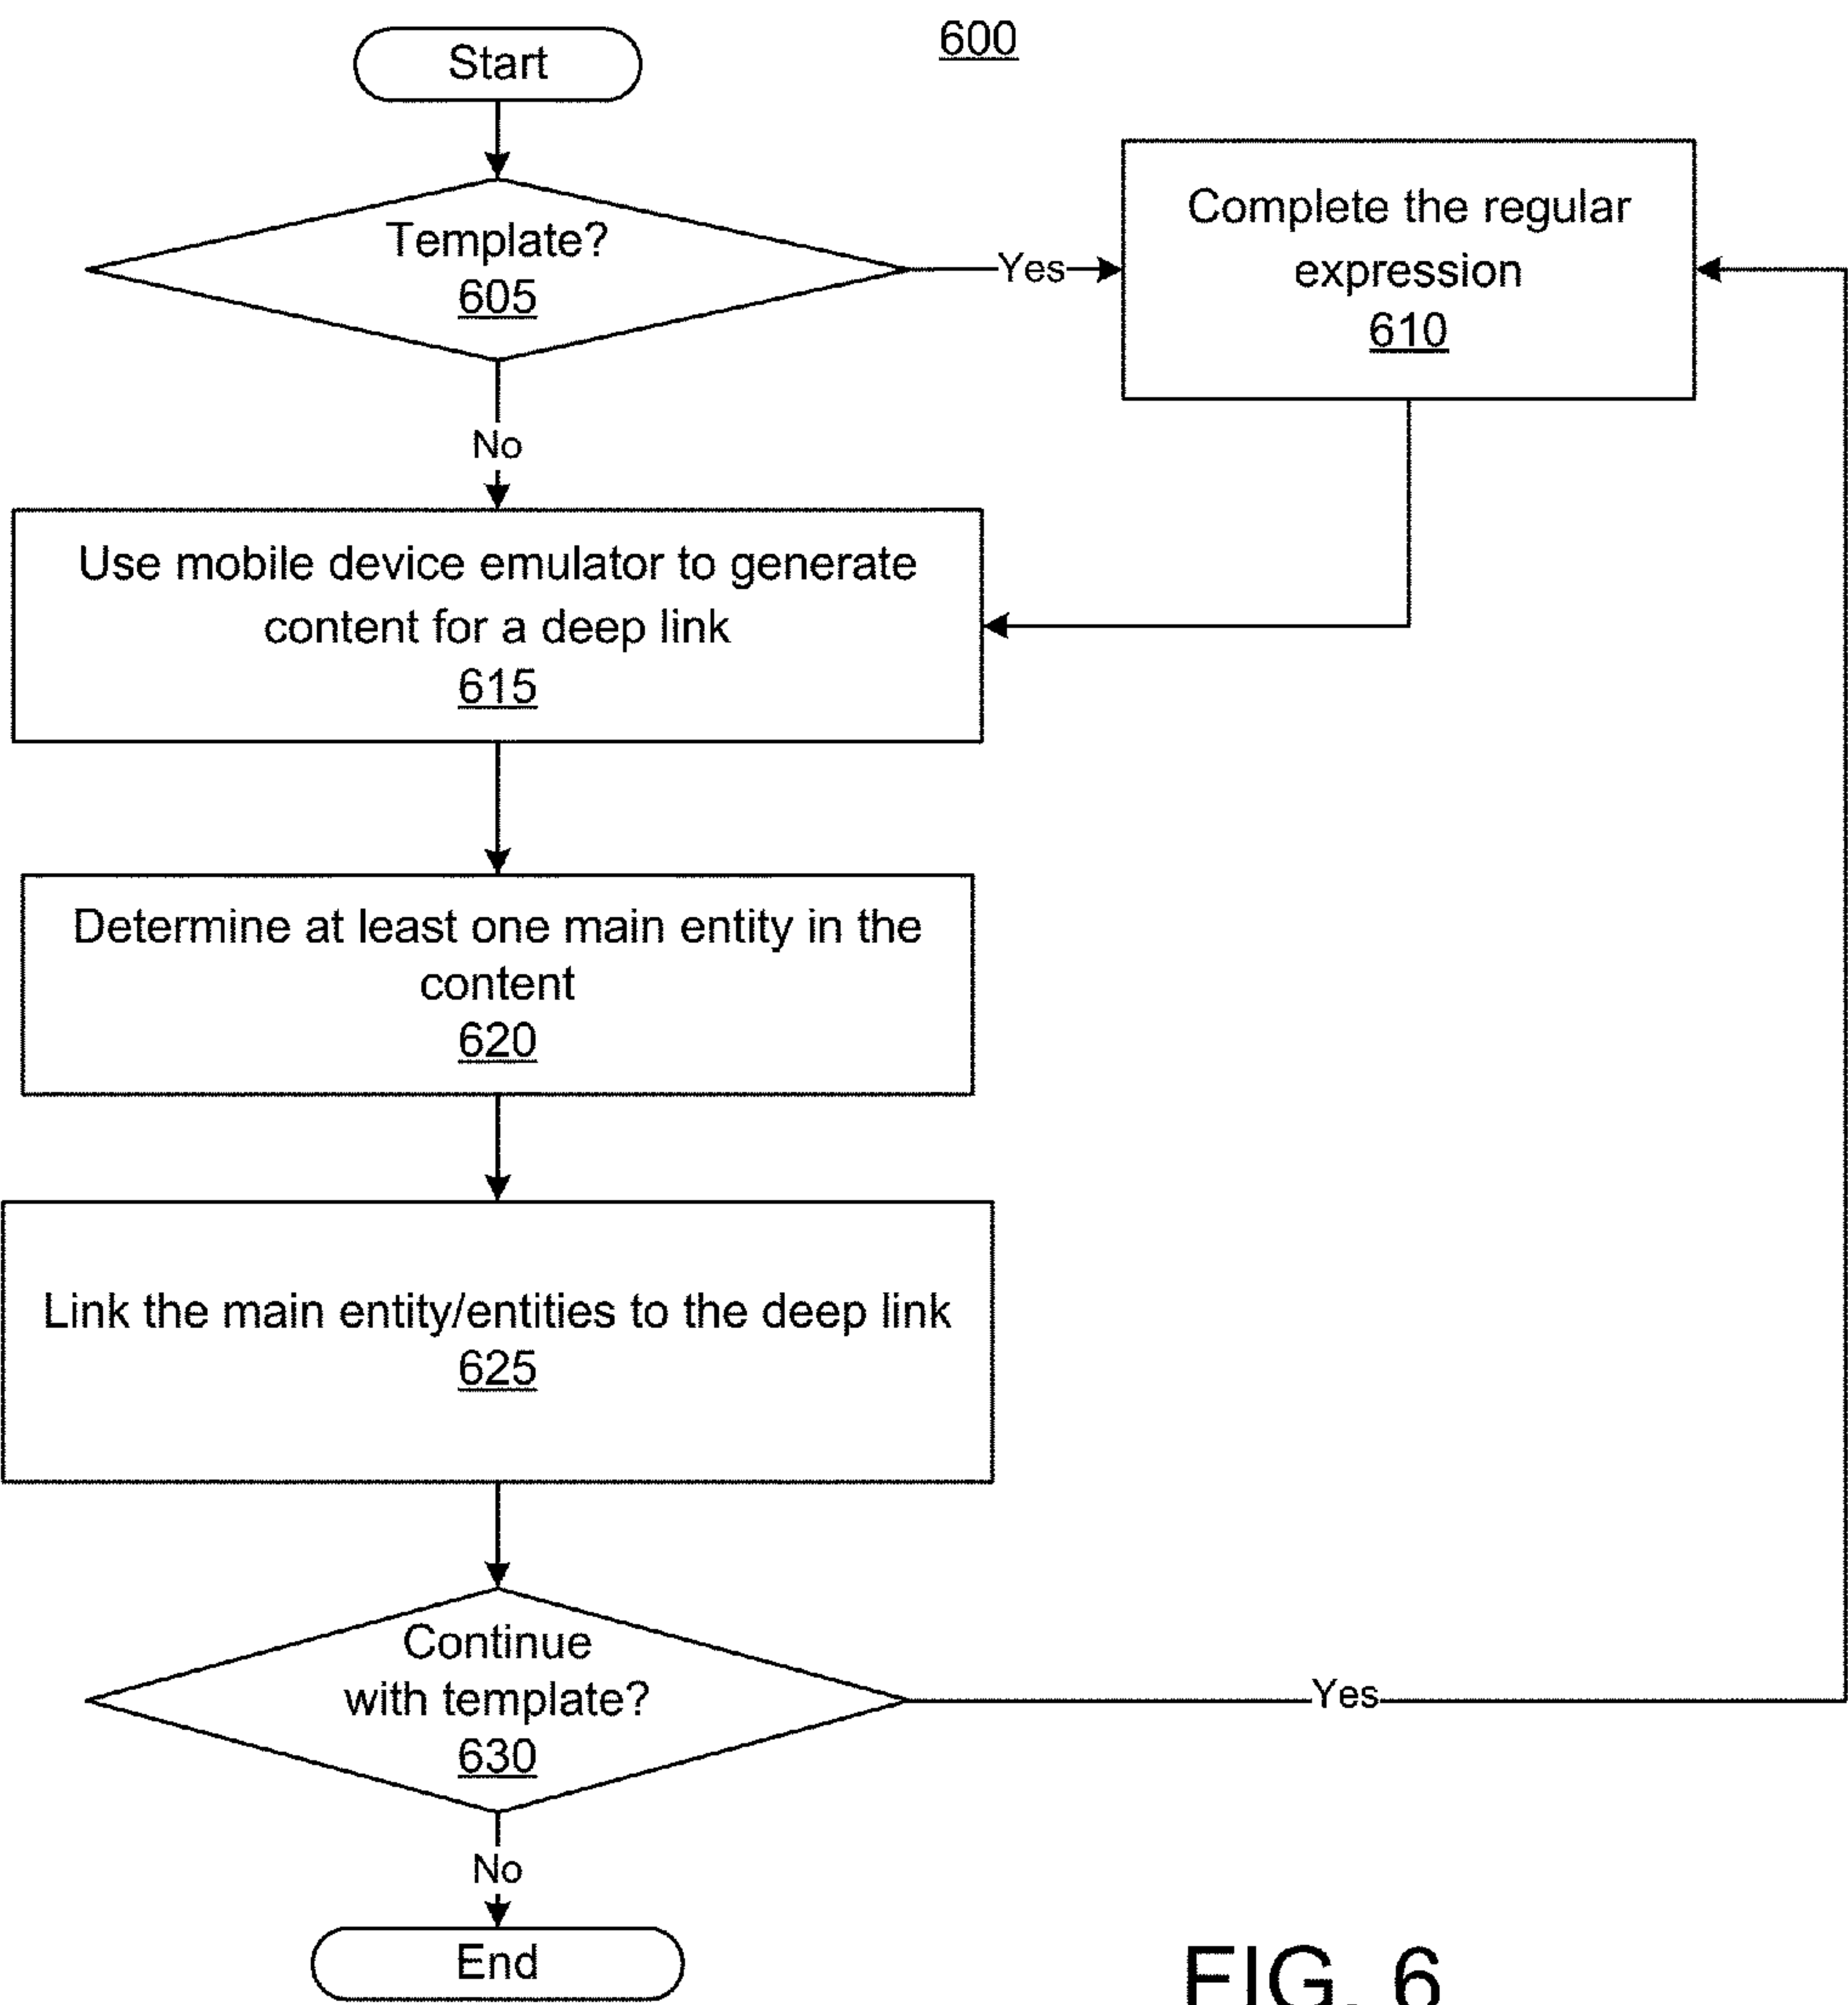 600
Start
Template?
605
Yes
Complete the regular
expression
610
No
Use mobile device emulator to generate
content for a deep link
615
Determine at least one main entity in the
content
620
Link the main entity/entities to the deep link
625
Continue
with template?
630
Yes
No
End
FIG. 6